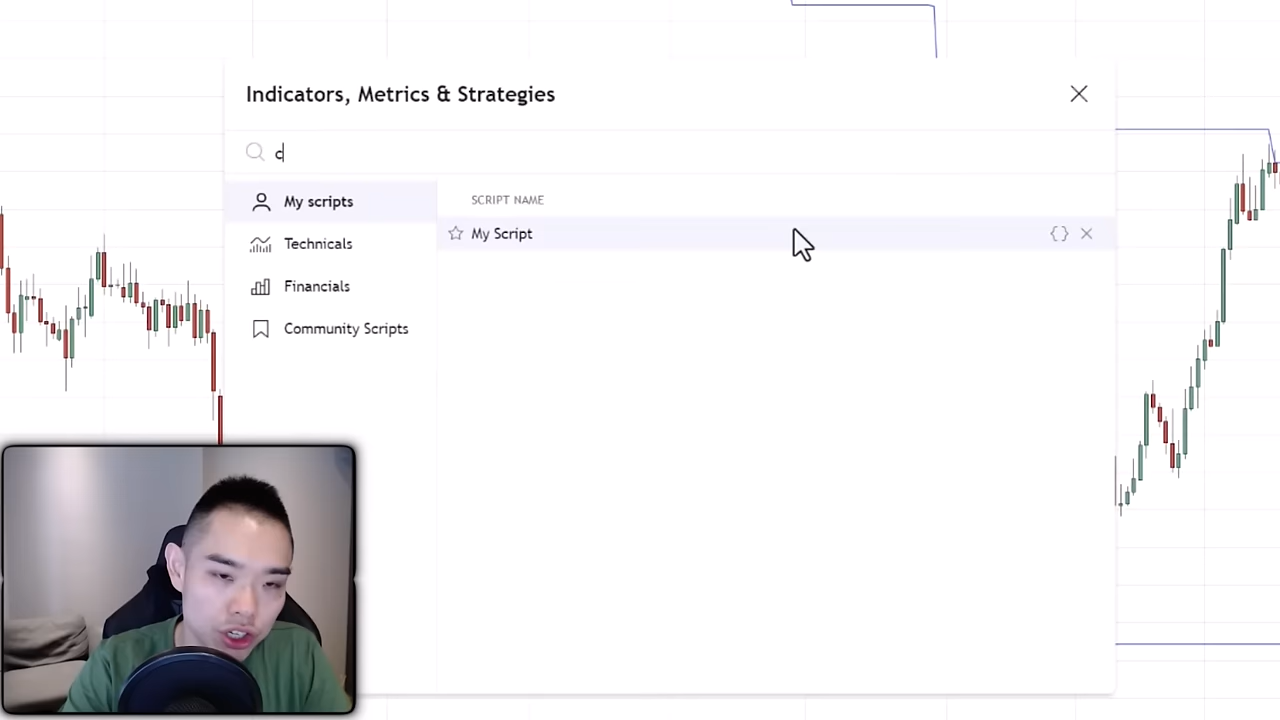 Indicators, Metrics & Strategies
c
My scripts
SCRIPT NAME
My Script
Technicals
Financials
Community Scripts